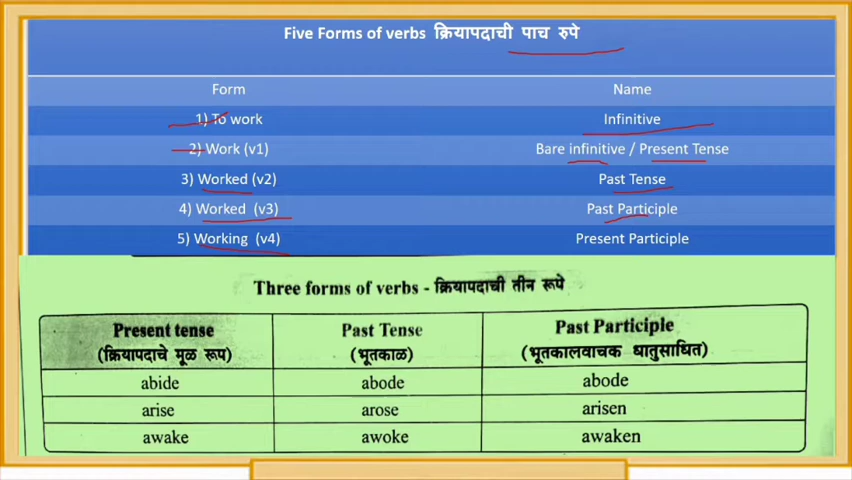 Five Forms of verbs क्रियापदाची पाच रुपे
Form Name
1) To work Infinitive
2) Work (v1) Bare infinitive / Present Tense
3) Worked (v2) Past Tense
4) Worked (v3) Past Participle
5) Working (v4) Present Participle
Three forms of verbs - क्रियापदाची तीन रूपे
Present tense Past Tense Past Participle
(क्रियापदाचे मूळ रूप) (भूतकाळ) (भूतकालवाचक धातुसाधित)
abide abode abode
arise arose arisen
awake awoke awaken